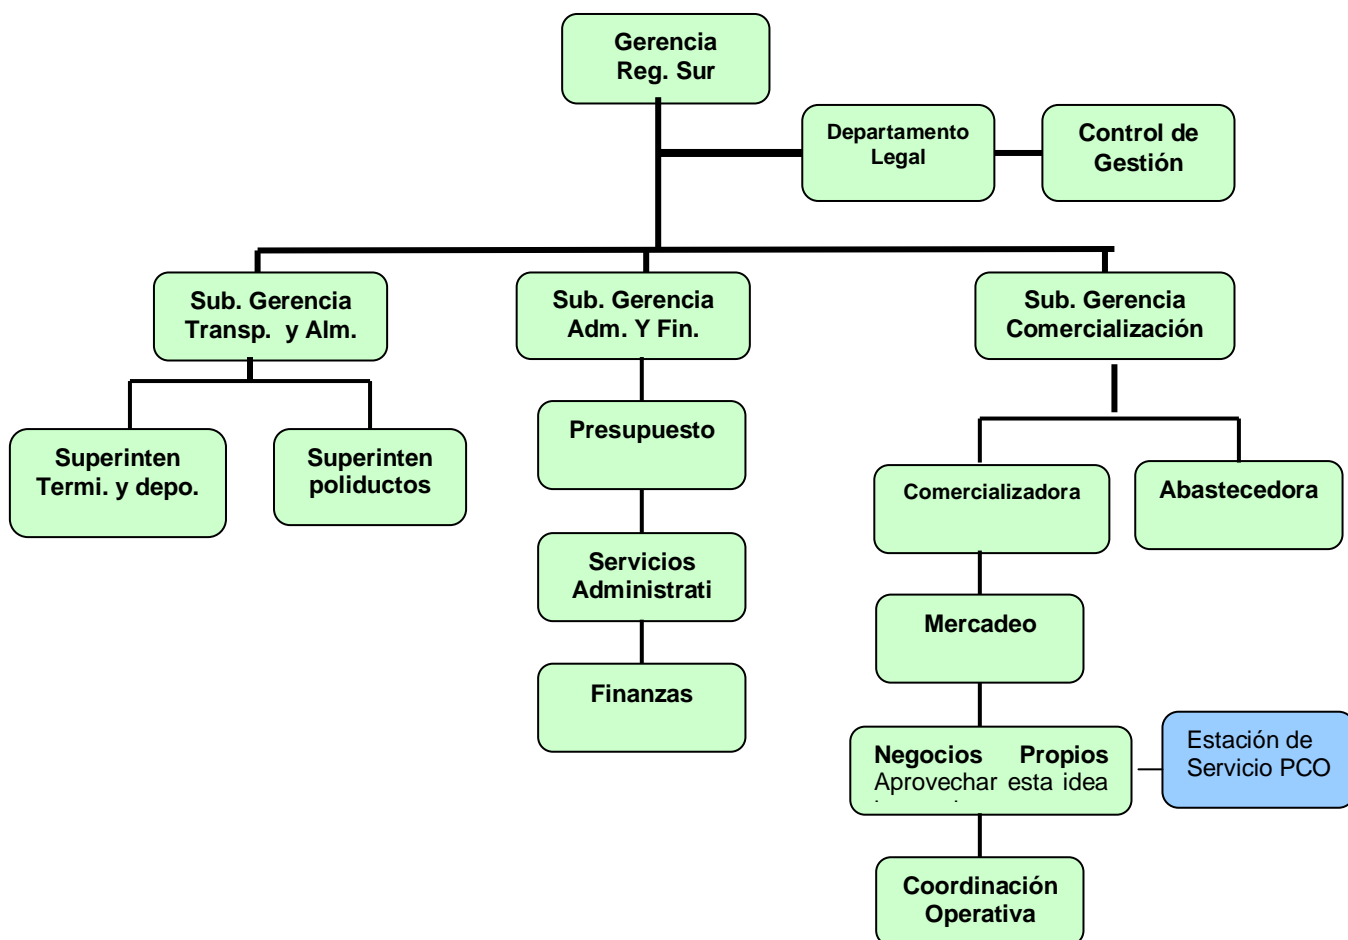 Gerencia
Reg. Sur
Departamento
Legal
Control de
Gestión
Sub. Gerencia
Transp. y Alm.
Sub. Gerencia
Adm. Y Fin.
Sub. Gerencia
Comercialización
Superinten
Termi. y depo.
Superinten
poliductos
Presupuesto
Comercializadora
Abastecedora
Servicios
Administrati
Mercadeo
Finanzas
Negocios Propios
Aprovechar esta idea
Estación de
Servicio PCO
Coordinación
Operativa